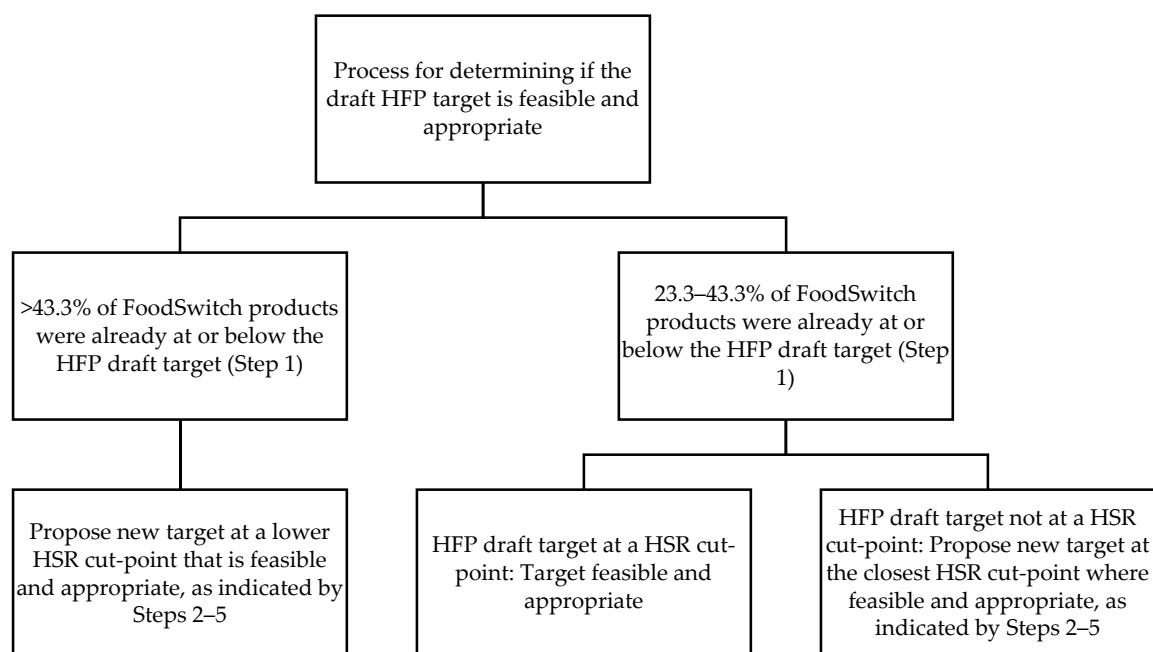 Process for determining if the
draft HFP target is feasible and
appropriate
>43.3% of FoodSwitch products
were already at or below the
HFP draft target (Step 1)
23.3–43.3% of FoodSwitch
products were already at or
below the HFP draft target (Step
1)
Propose new target at a lower
HSR cut-point that is feasible
and appropriate, as indicated by
Steps 2–5
HFP draft target at a HSR cut-
point: Target feasible and
appropriate
HFP draft target not at a HSR
cut-point: Propose new target at
the closest HSR cut-point where
feasible and appropriate, as
indicated by Steps 2–5